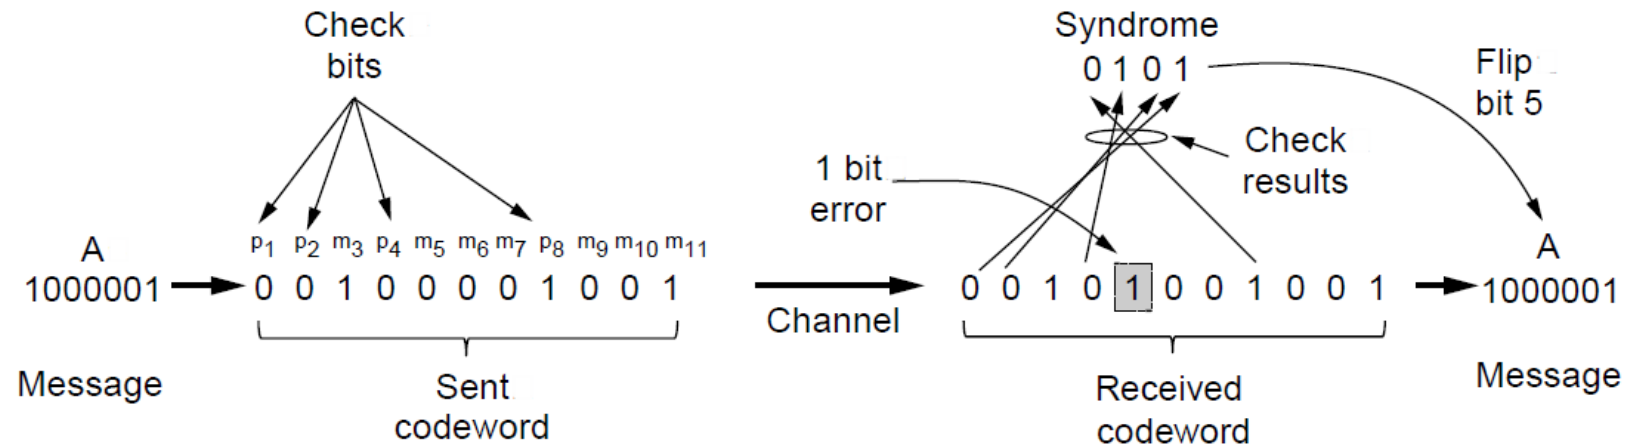 Check
bits
Syndrome
0 1 0 1
Flip
bit 5
Check
results
1 bit
error
A
1000001
p1 p2 m3 p4 m5 m6 m7 p8 m9 m10 m11
0 0 1 0 0 0 0 1 0 0 1
Channel
0 0 1 0 1 0 0 1 0 0 1
A
1000001
Message
Sent
codeword
Received
codeword
Message